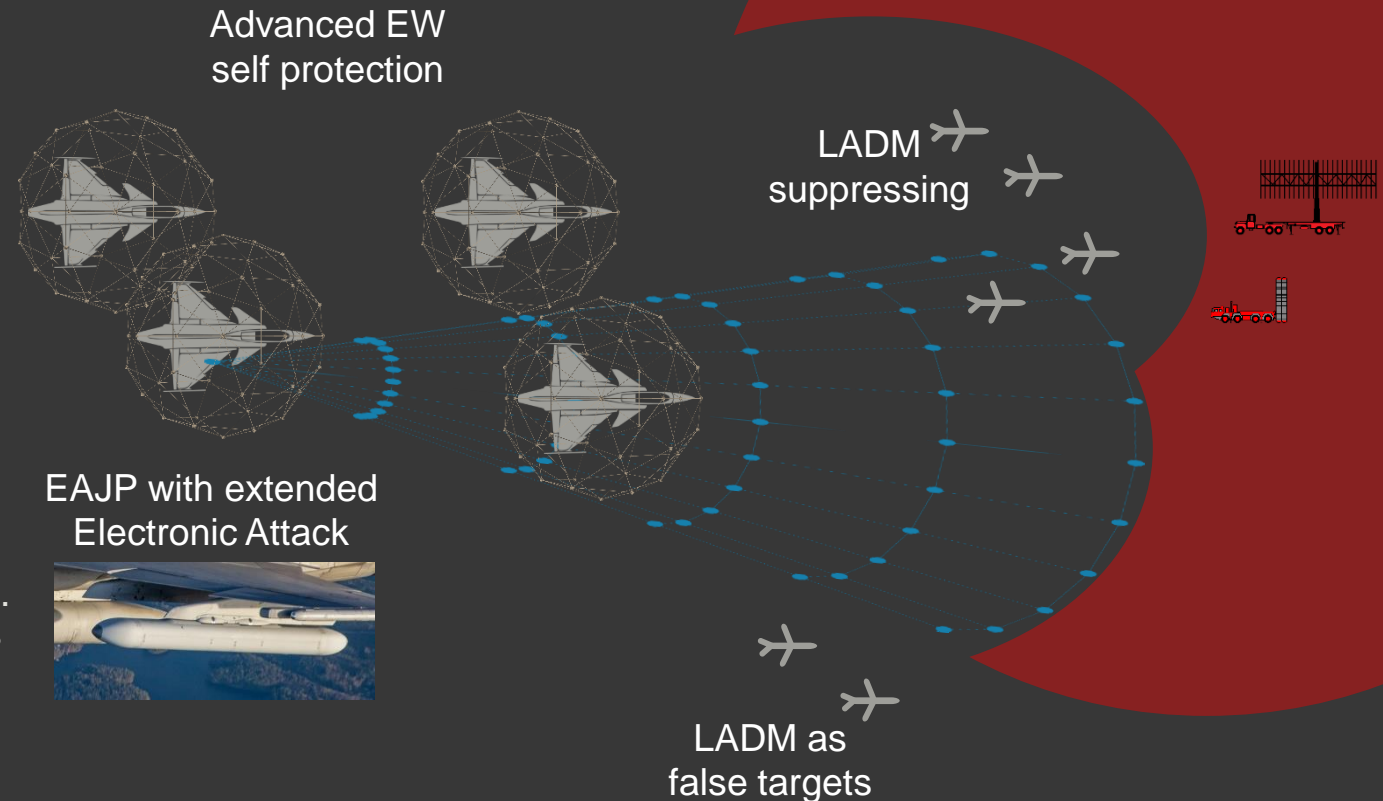 Advanced EW
self protection
LADM
suppressing
EAJP with extended
Electronic Attack
LADM as
false targets